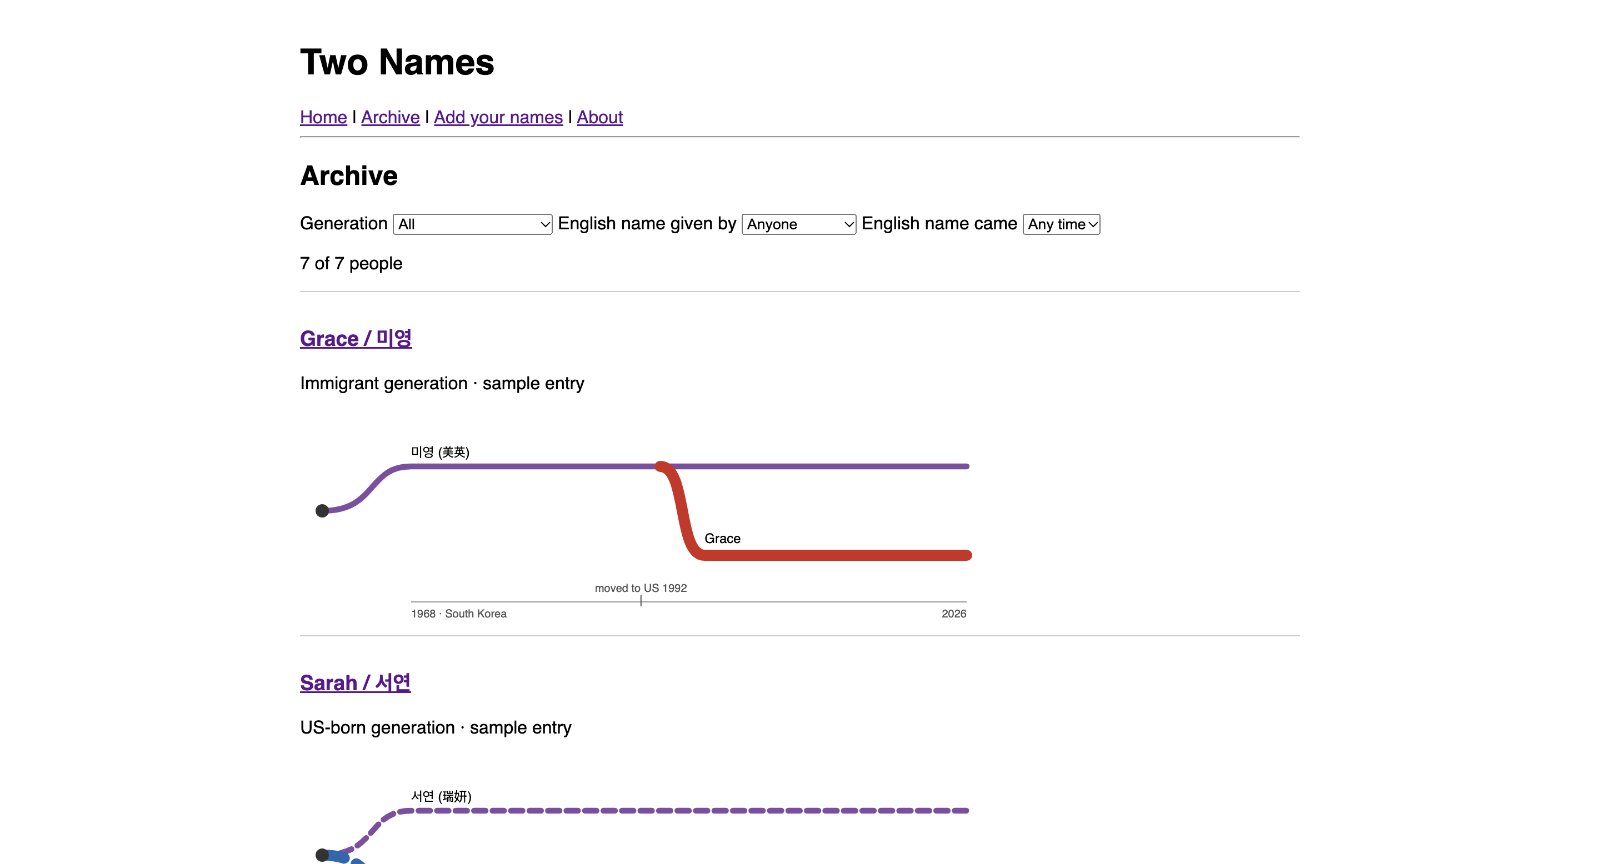 Two Names
Home | Archive | Add your names | About
Archive
Generation All English name given by Anyone English name came Any time
7 of 7 people
Grace / 미영
Immigrant generation · sample entry
미영 (美英)
Grace
moved to US 1992
1968 · South Korea 2026
Sarah / 서연
US-born generation · sample entry
서연 (瑞妍)